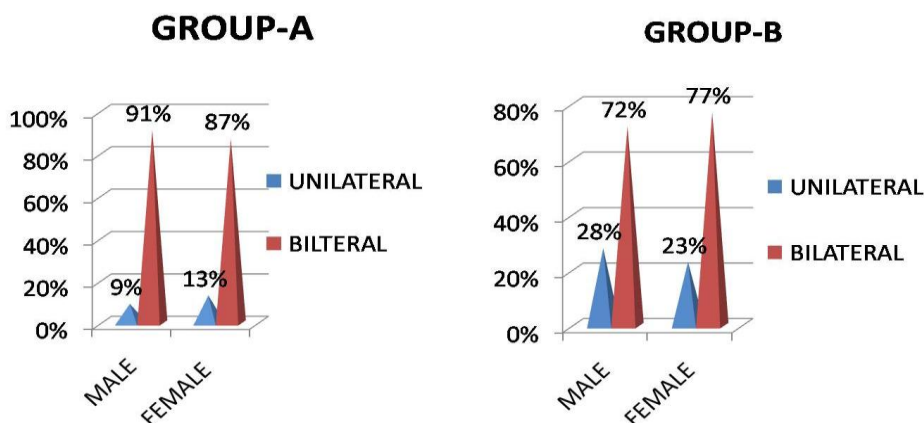 GROUP-A
100%
80%
60%
40%
20%
0%
91%
87%
9%
13%
MALE
FEMALE
UNILATERAL
BILTERAL
GROUP-B
80%
60%
40%
20%
0%
72%
77%
28%
23%
MALE
FEMALE
UNILATERAL
BILATERAL